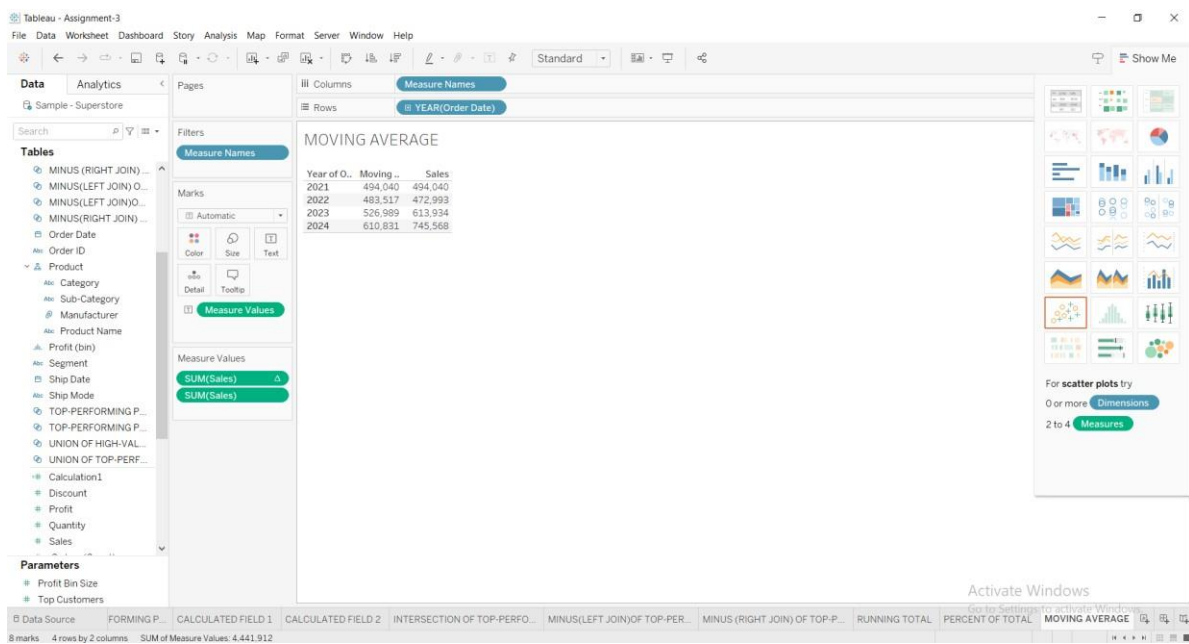 Tableau - Assignment-3
File Data Worksheet Dashboard Story Analysis Map Format Server Window Help
Standard
Show Me
Data Analytics
Sample - Superstore
Search
Tables
MINUS (RIGHT JOIN) ...
MINUS(LEFT JOIN) O...
MINUS(LEFT JOIN)O...
MINUS(RIGHT JOIN) ...
Order Date
Abc Order ID
Product
Abc Category
Abc Sub-Category
Manufacturer
Abc Product Name
Profit (bin)
Abc Segment
Ship Date
Abc Ship Mode
TOP-PERFORMING P...
TOP-PERFORMING P...
UNION OF HIGH-VAL...
UNION OF TOP-PERF...
Calculation1
Discount
Profit
Quantity
Sales
Parameters
# Profit Bin Size
# Top Customers
Pages
Filters
Measure Names
Marks
Automatic
Color Size Text
Detail Tooltip
Measure Values
Measure Values
SUM(Sales) Δ
SUM(Sales)
Columns Measure Names
Rows YEAR(Order Date)
MOVING AVERAGE
Year of O.. Moving .. Sales
2021 494,040 494,040
2022 483,517 472,993
2023 526,989 613,934
2024 610,831 745,568
For scatter plots try
0 or more Dimensions
2 to 4 Measures
Activate Windows
Go to Settings to activate Windows.
Data Source FORMING P... CALCULATED FIELD 1 CALCULATED FIELD 2 INTERSECTION OF TOP-PERFO... MINUS(LEFT JOIN)OF TOP-PER... MINUS (RIGHT JOIN) OF TOP-P... RUNNING TOTAL PERCENT OF TOTAL MOVING AVERAGE
8 marks 4 rows by 2 columns SUM of Measure Values: 4,441,912